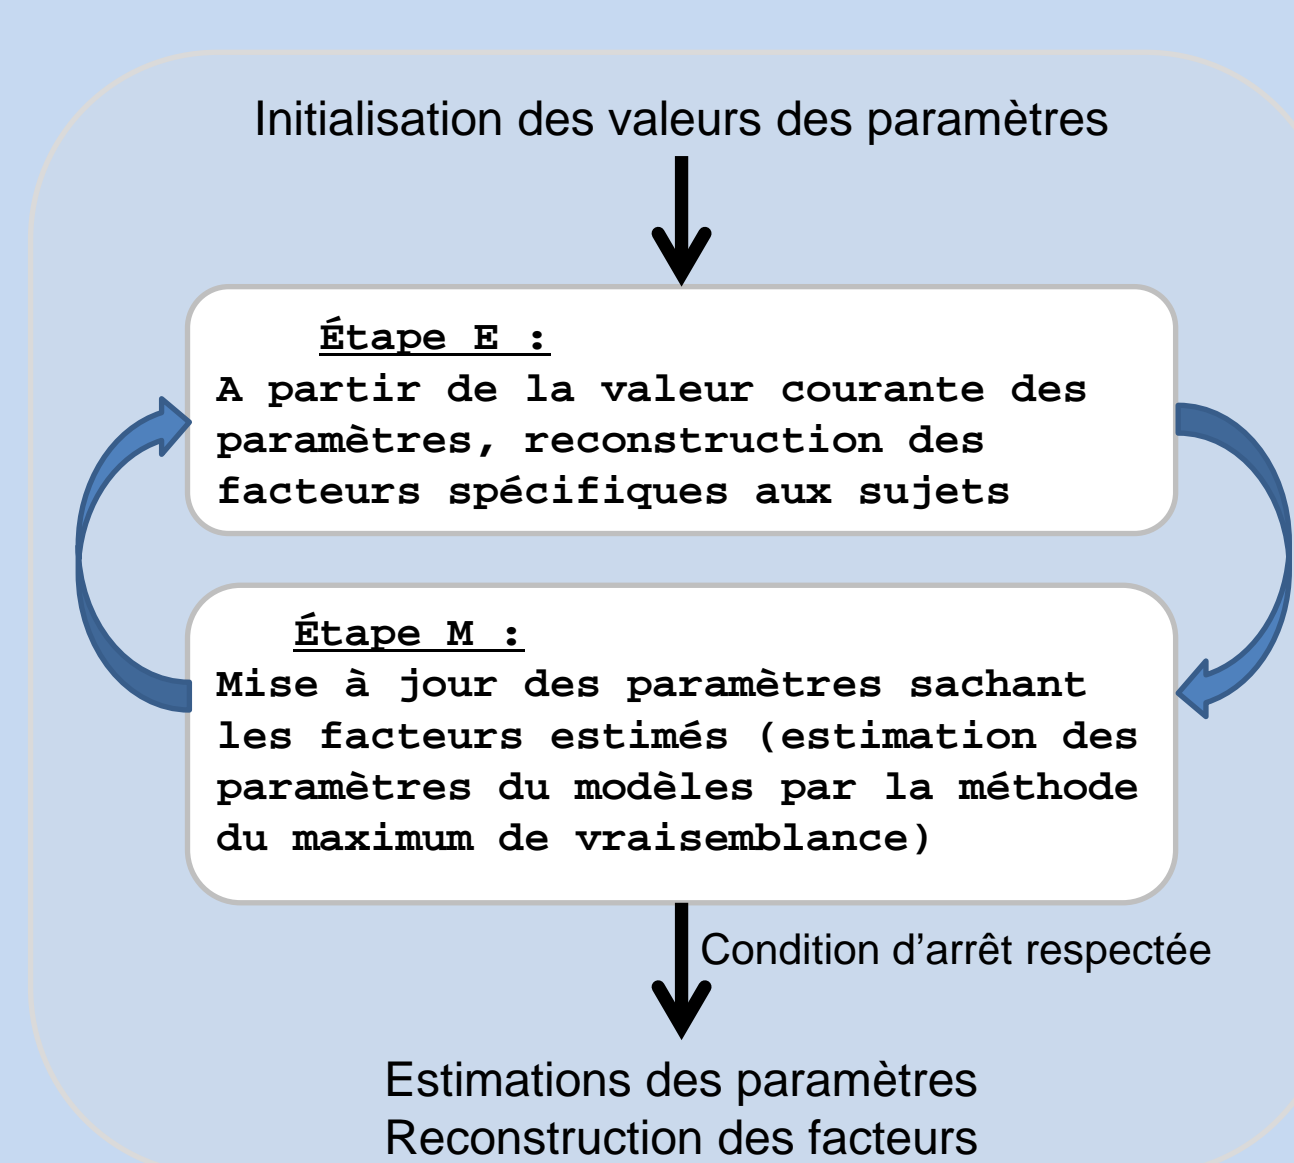 Initialisation des valeurs des paramètres
Étape E :
A partir de la valeur courante des
paramètres, reconstruction des
facteurs spécifiques aux sujets
Étape M :
Mise à jour des paramètres sachant
les facteurs estimés (estimation des
paramètres du modèles par la méthode
du maximum de vraisemblance)
Condition d’arrêt respectée
Estimations des paramètres
Reconstruction des facteurs